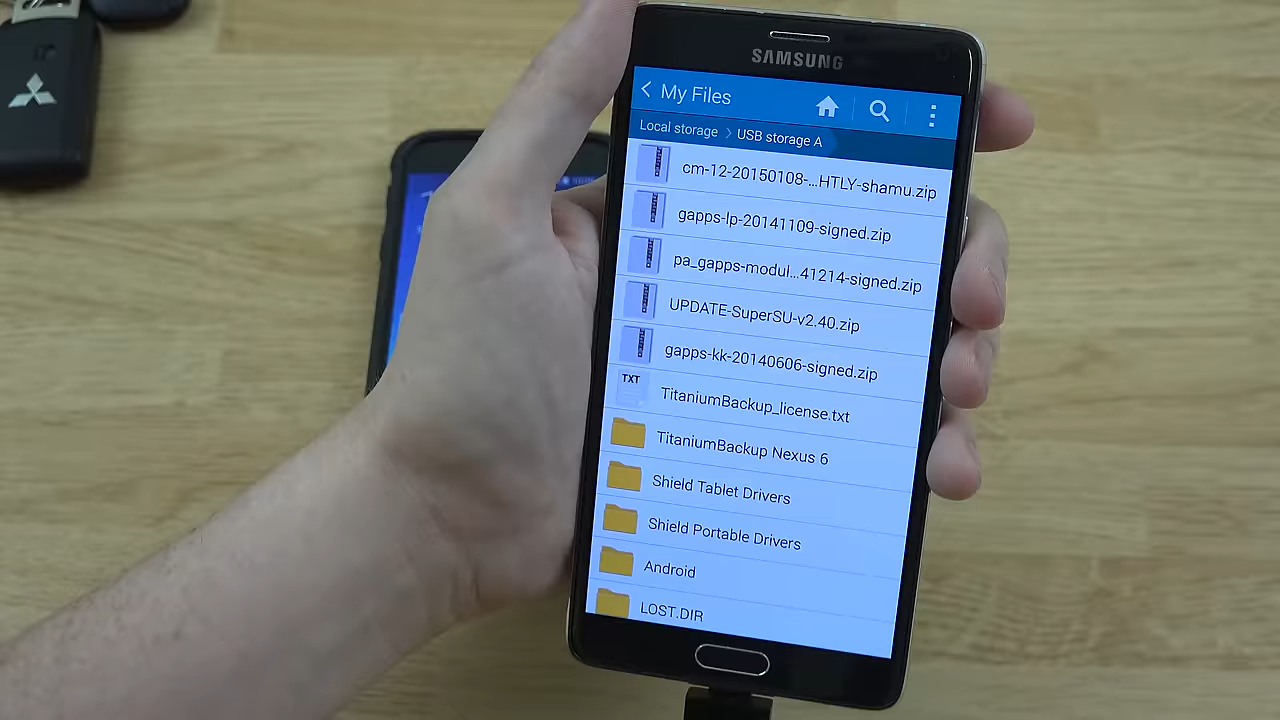 SAMSUNG
My Files
Local storage > USB storage A
cm-12-20150108-...HTLY-shamu.zip
gapps-lp-20141109-signed.zip
pa_gapps-modul...41214-signed.zip
UPDATE-SuperSU-v2.40.zip
gapps-kk-20140606-signed.zip
TXT
TitaniumBackup_license.txt
TitaniumBackup Nexus 6
Shield Tablet Drivers
Shield Portable Drivers
Android
LOST.DIR